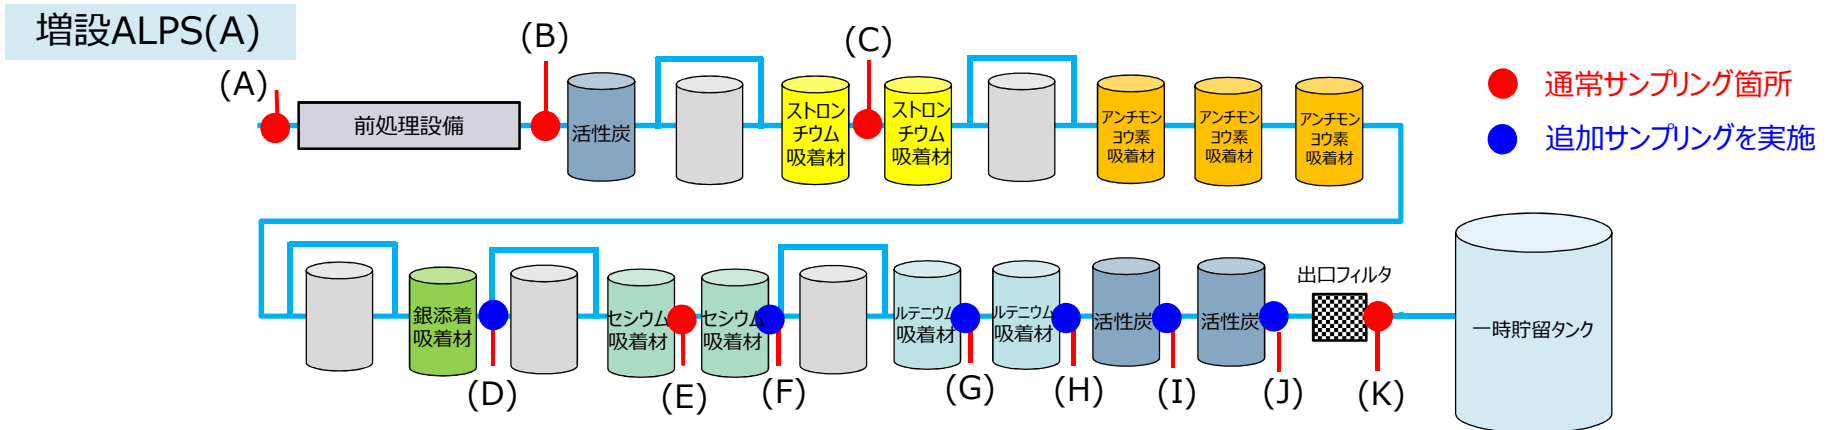 増設ALPS(A)
(A)
(B)
(C)
前処理設備
活性炭
ストロン
チウム
吸着材
ストロン
チウム
吸着材
アンチモン
ヨウ素
吸着材
アンチモン
ヨウ素
吸着材
アンチモン
ヨウ素
吸着材
通常サンプリング箇所
追加サンプリングを実施
銀添着
吸着材
セシウム
吸着材
セシウム
吸着材
ルテニウム
吸着材
ルテニウム
吸着材
活性炭
活性炭
出口フィルタ
一時貯留タンク
(D)
(E)
(F)
(G)
(H)
(I)
(J)
(K)